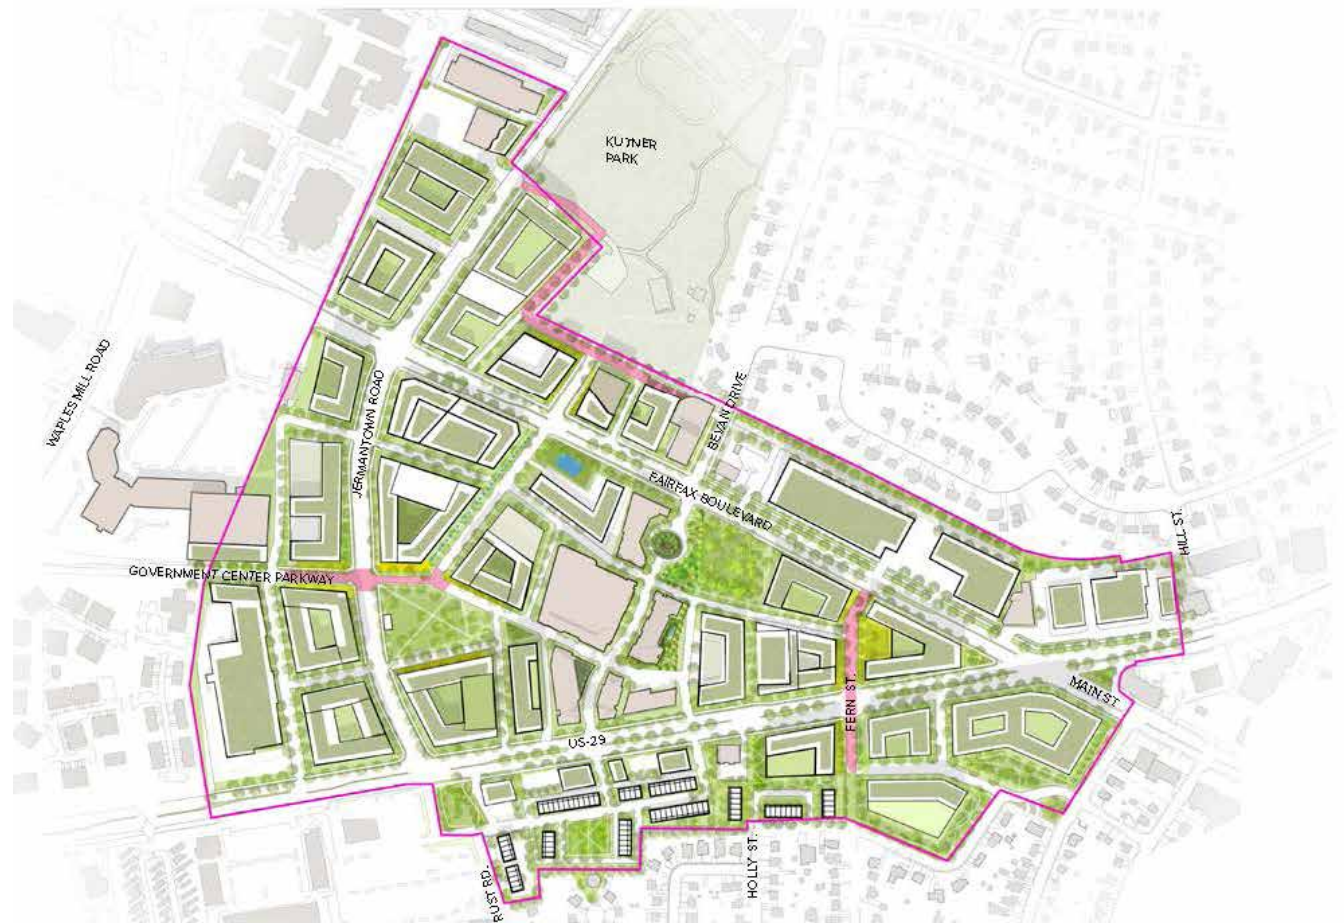 KUTNER
PARK
WAPLES MILL ROAD
JERMANTOWN ROAD
BEVAN DRIVE
FAIRFAX BOULEVARD
HILL ST.
GOVERNMENT CENTER PARKWAY
MAIN ST.
FERN ST.
US-29
HOLLY ST.
RUST RD.